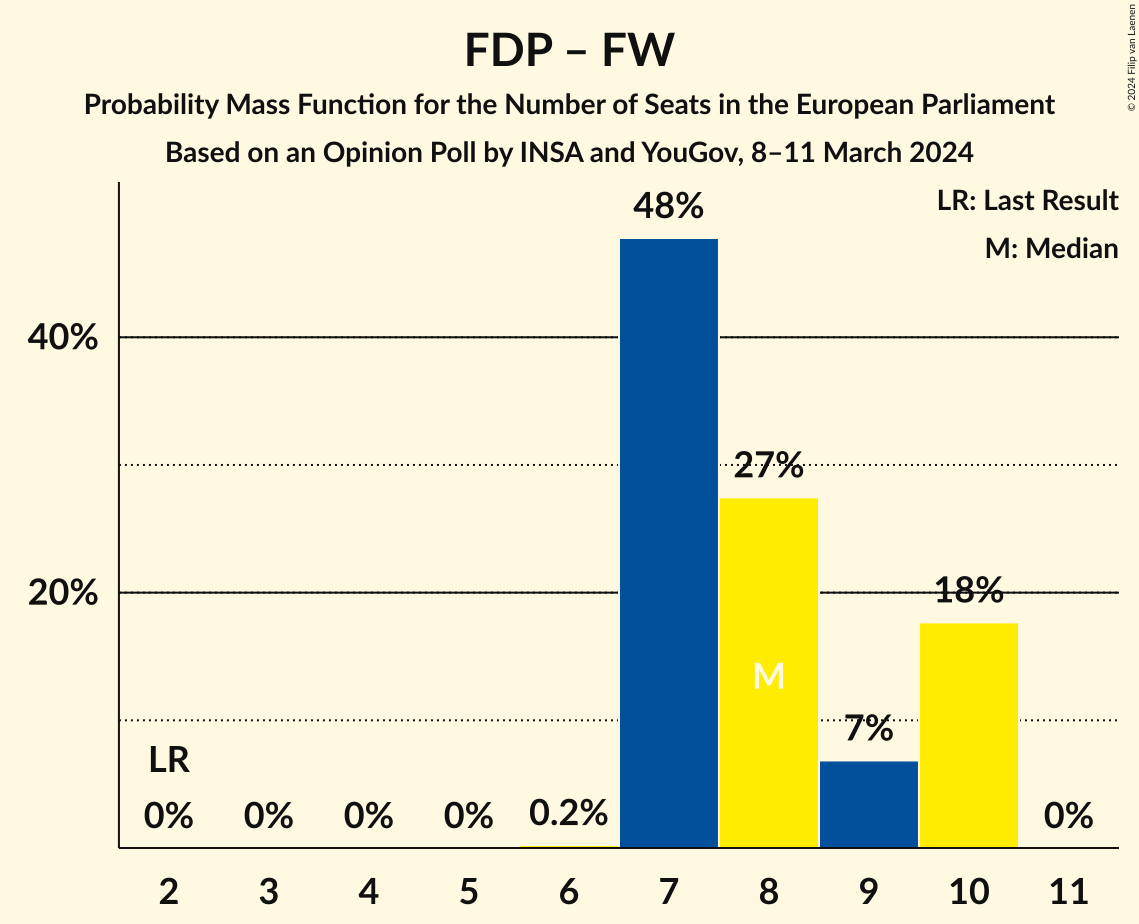 FDP – FW
Probability Mass Function for the Number of Seats in the European Parliament
Based on an Opinion Poll by INSA and YouGov, 8–11 March 2024
© 2024 Filip van Laenen
LR: Last Result
M: Median
48%
40%
27%
20%
18%
M
7%
LR
0% 0% 0% 0% 0.2% 0%
2 3 4 5 6 7 8 9 10 11